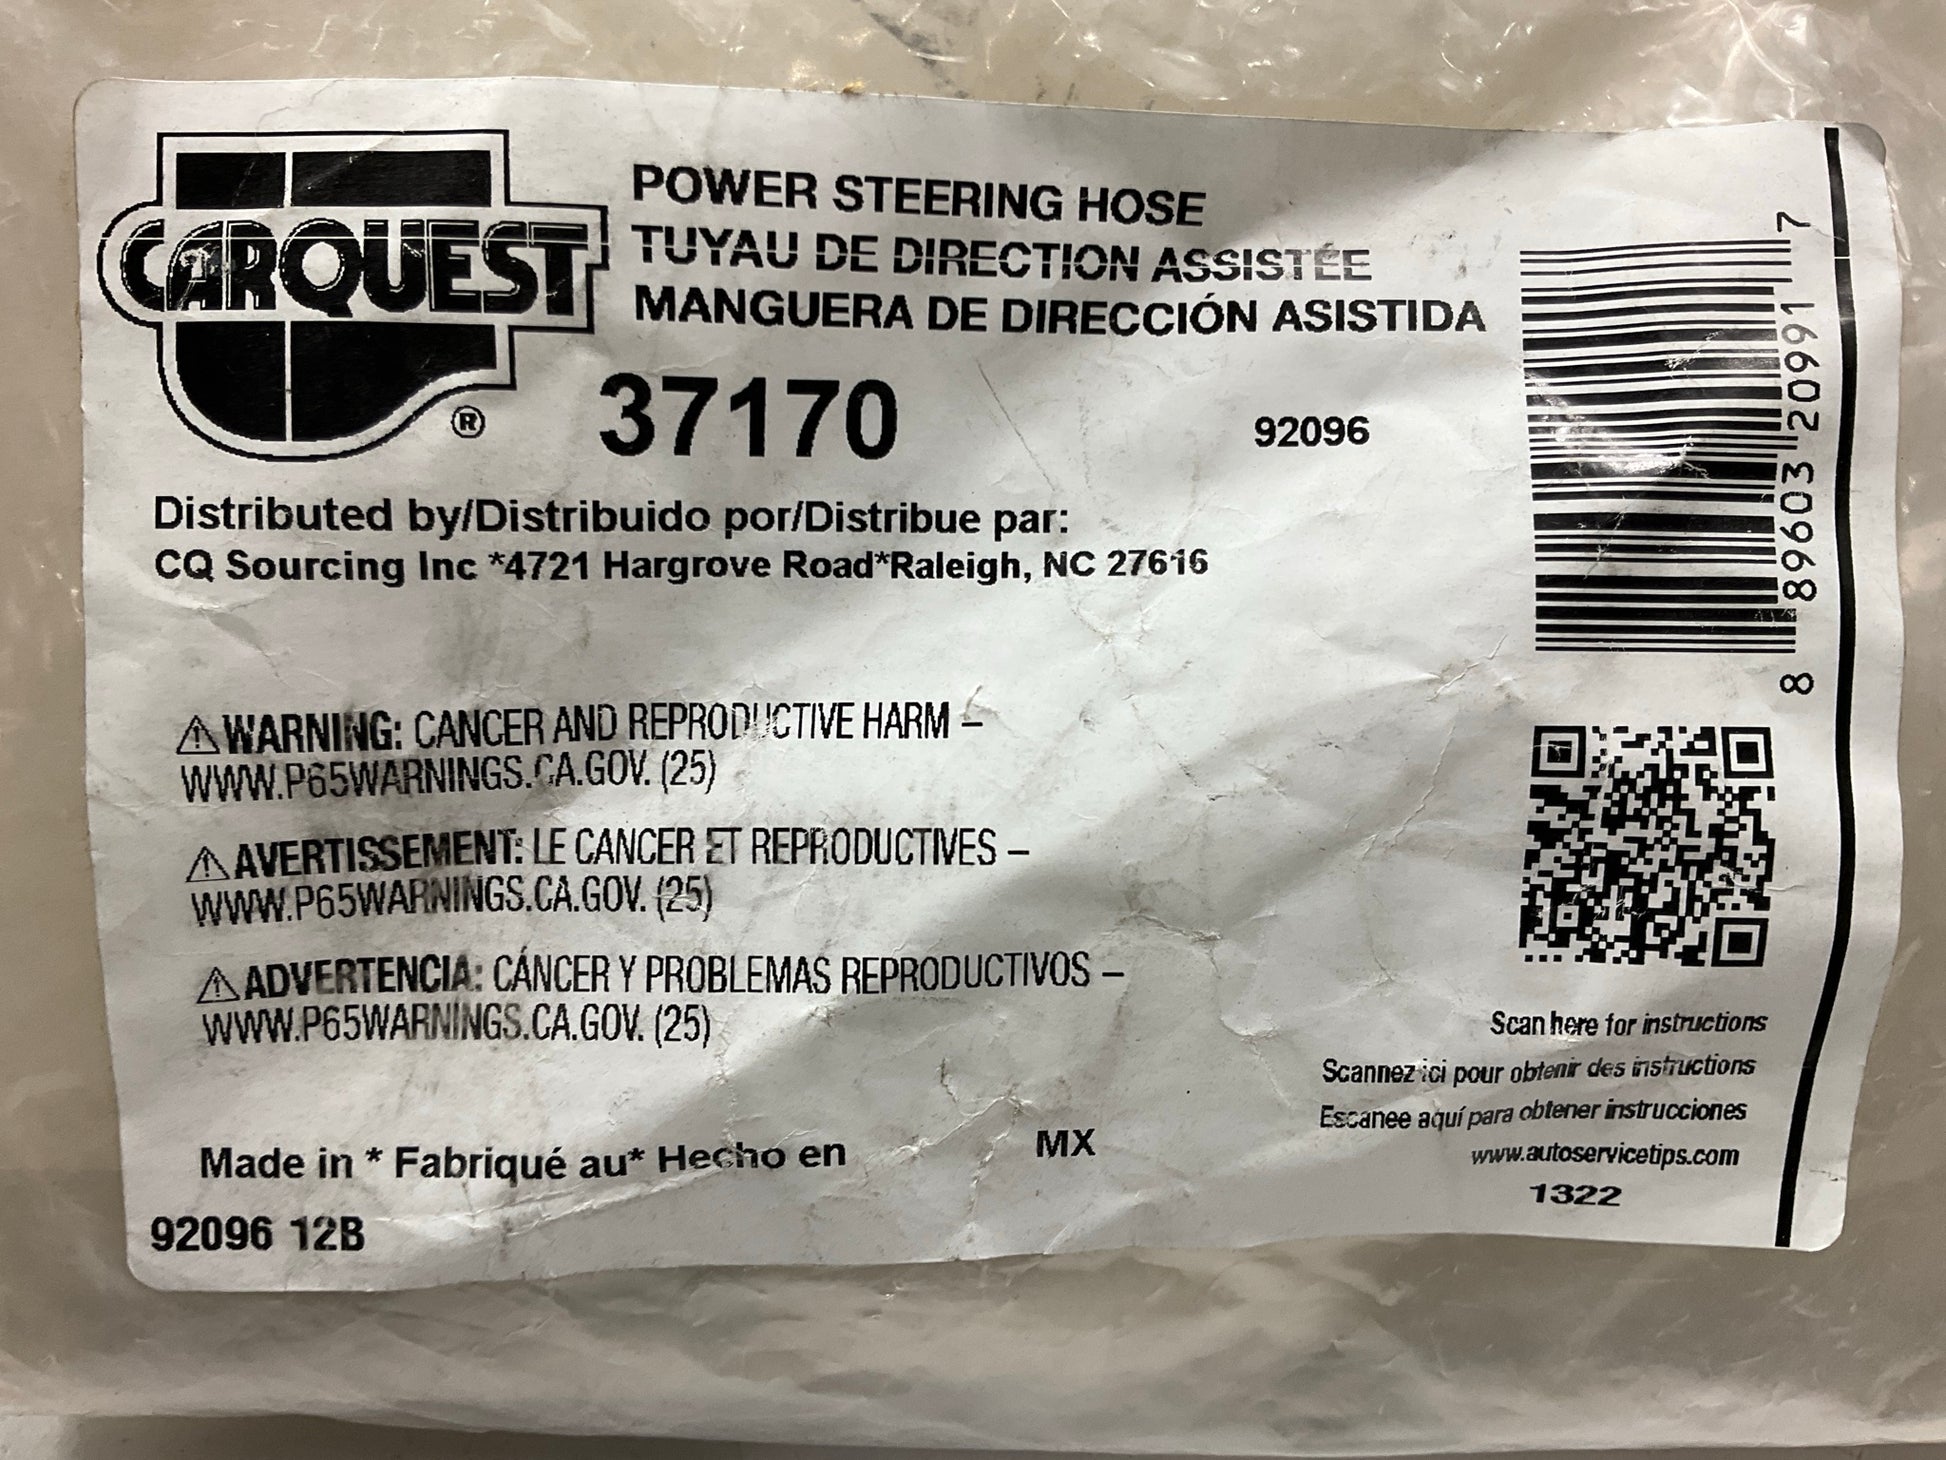 CARQUEST
®
POWER STEERING HOSE
TUYAU DE DIRECTION ASSISTÉE
MANGUERA DE DIRECCIÓN ASISTIDA
37170
92096
Distributed by/Distribuido por/Distribue par:
CQ Sourcing Inc *4721 Hargrove Road*Raleigh, NC 27616
⚠WARNING: CANCER AND REPRODUCTIVE HARM –
WWW.P65WARNINGS.CA.GOV. (25)
⚠AVERTISSEMENT: LE CANCER ET REPRODUCTIVES –
WWW.P65WARNINGS.CA.GOV. (25)
⚠ADVERTENCIA: CÁNCER Y PROBLEMAS REPRODUCTIVOS –
WWW.P65WARNINGS.CA.GOV. (25)
Made in * Fabriqué au* Hecho en MX
92096 12B
8 89603 20991 7
Scan here for instructions
Scannez ici pour obtenir des instructions
Escanee aquí para obtener instrucciones
www.autoservicetips.com
1322